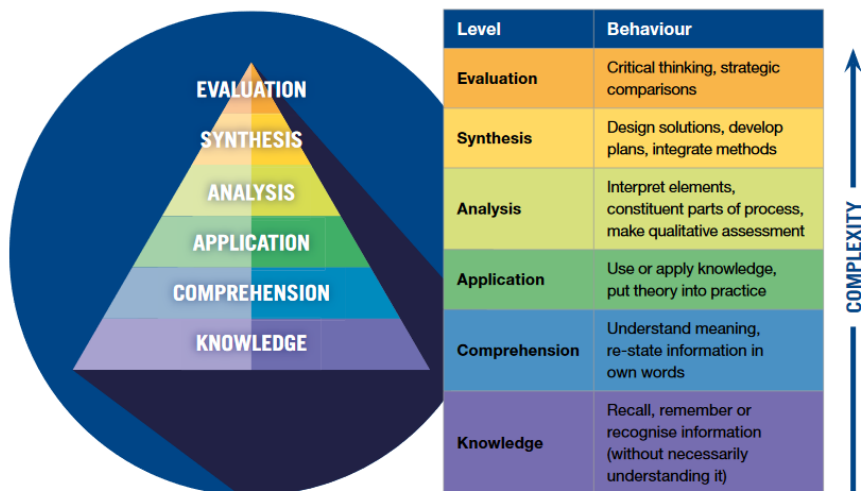 EVALUATION
SYNTHESIS
ANALYSIS
APPLICATION
COMPREHENSION
KNOWLEDGE
Level Behaviour
Evaluation Critical thinking, strategic
comparisons
Synthesis Design solutions, develop
plans, integrate methods
Analysis Interpret elements,
constituent parts of process,
make qualitative assessment
Application Use or apply knowledge,
put theory into practice
Comprehension Understand meaning,
re-state information in
own words
Knowledge Recall, remember or
recognise information
(without necessarily
understanding it)
COMPLEXITY